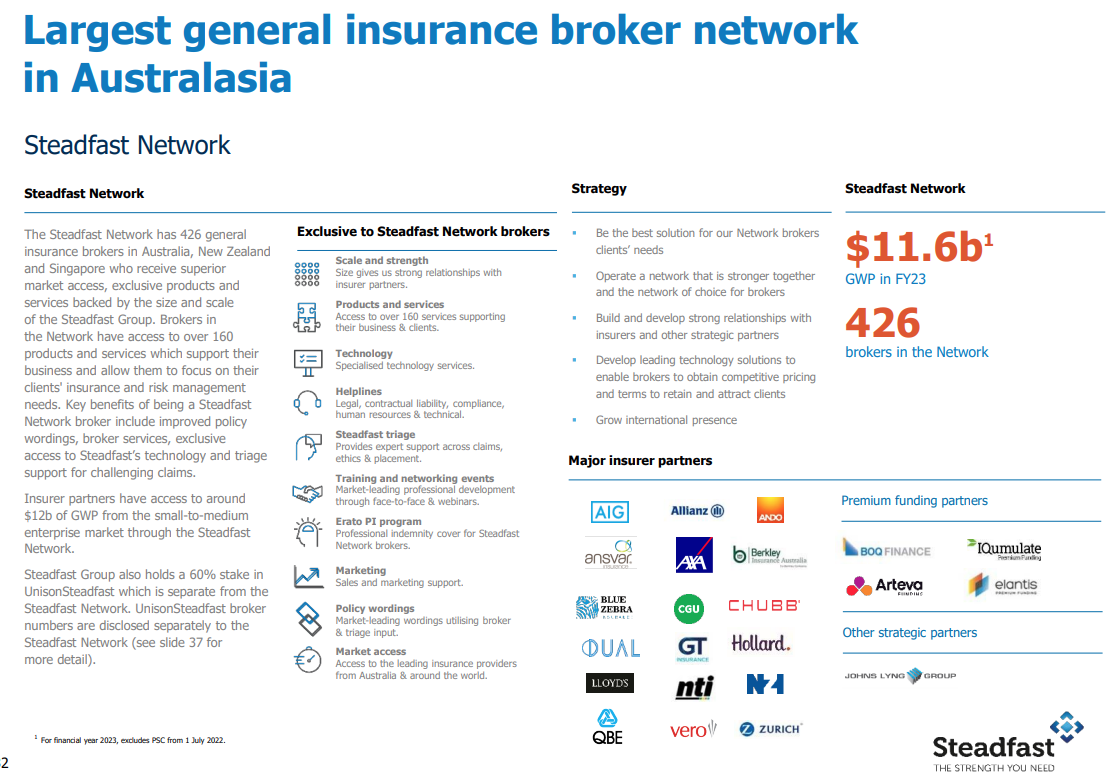 Largest general insurance broker network
in Australasia
Steadfast Network
Steadfast Network
The Steadfast Network has 426 general
insurance brokers in Australia, New Zealand
and Singapore who receive superior
market access, exclusive products and
services backed by the size and scale
of the Steadfast Group. Brokers in
the Network have access to over 160
products and services which support their
business and allow them to focus on their
clients' insurance and risk management
needs. Key benefits of being a Steadfast
Network broker include improved policy
wordings, broker services, exclusive
access to Steadfast's technology and triage
support for challenging claims.
Insurer partners have access to around
$12b of GWP from the small-to-medium
enterprise market through the Steadfast
Network.
Steadfast Group also holds a 60% stake in
UnisonSteadfast which is separate from the
Steadfast Network. UnisonSteadfast broker
numbers are disclosed separately to the
Steadfast Network (see slide 37 for
more detail).
Exclusive to Steadfast Network brokers
Scale and strength
Size gives us strong relationships with
insurer partners.
Products and services
Access to over 160 services supporting
their business & clients.
Technology
Specialised technology services.
Helplines
Legal, contractual liability, compliance,
human resources & technical.
Steadfast triage
Provides expert support across claims,
ethics & placement.
Training and networking events
Market-leading professional development
through face-to-face & webinars.
Erato PI program
Professional indemnity cover for Steadfast
Network brokers.
Marketing
Sales and marketing support.
Policy wordings
Market-leading wordings utilising broker
& triage input.
Market access
Access to the leading insurance providers
from Australia & around the world.
Strategy
▪ Be the best solution for our Network brokers
clients' needs
▪ Operate a network that is stronger together
and the network of choice for brokers
▪ Build and develop strong relationships with
insurers and other strategic partners
▪ Develop leading technology solutions to
enable brokers to obtain competitive pricing
and terms to retain and attract clients
▪ Grow international presence
Steadfast Network
$11.6b¹
GWP in FY23
426
brokers in the Network
Major insurer partners
AIG Allianz ANDO
ansvar insurance AXA Berkley Insurance Australia
BLUE ZEBRA CGU CHUBB
DUAL GT INSURANCE Hollard.
LLOYD'S nti NZI
QBE vero ZURICH
Premium funding partners
BOQ FINANCE IQumulate Premium Funding
Arteva FUNDING elantis PREMIUM FUNDING
Other strategic partners
JOHNS LYNG GROUP
¹ For financial year 2023, excludes PSC from 1 July 2022.
2
Steadfast
THE STRENGTH YOU NEED